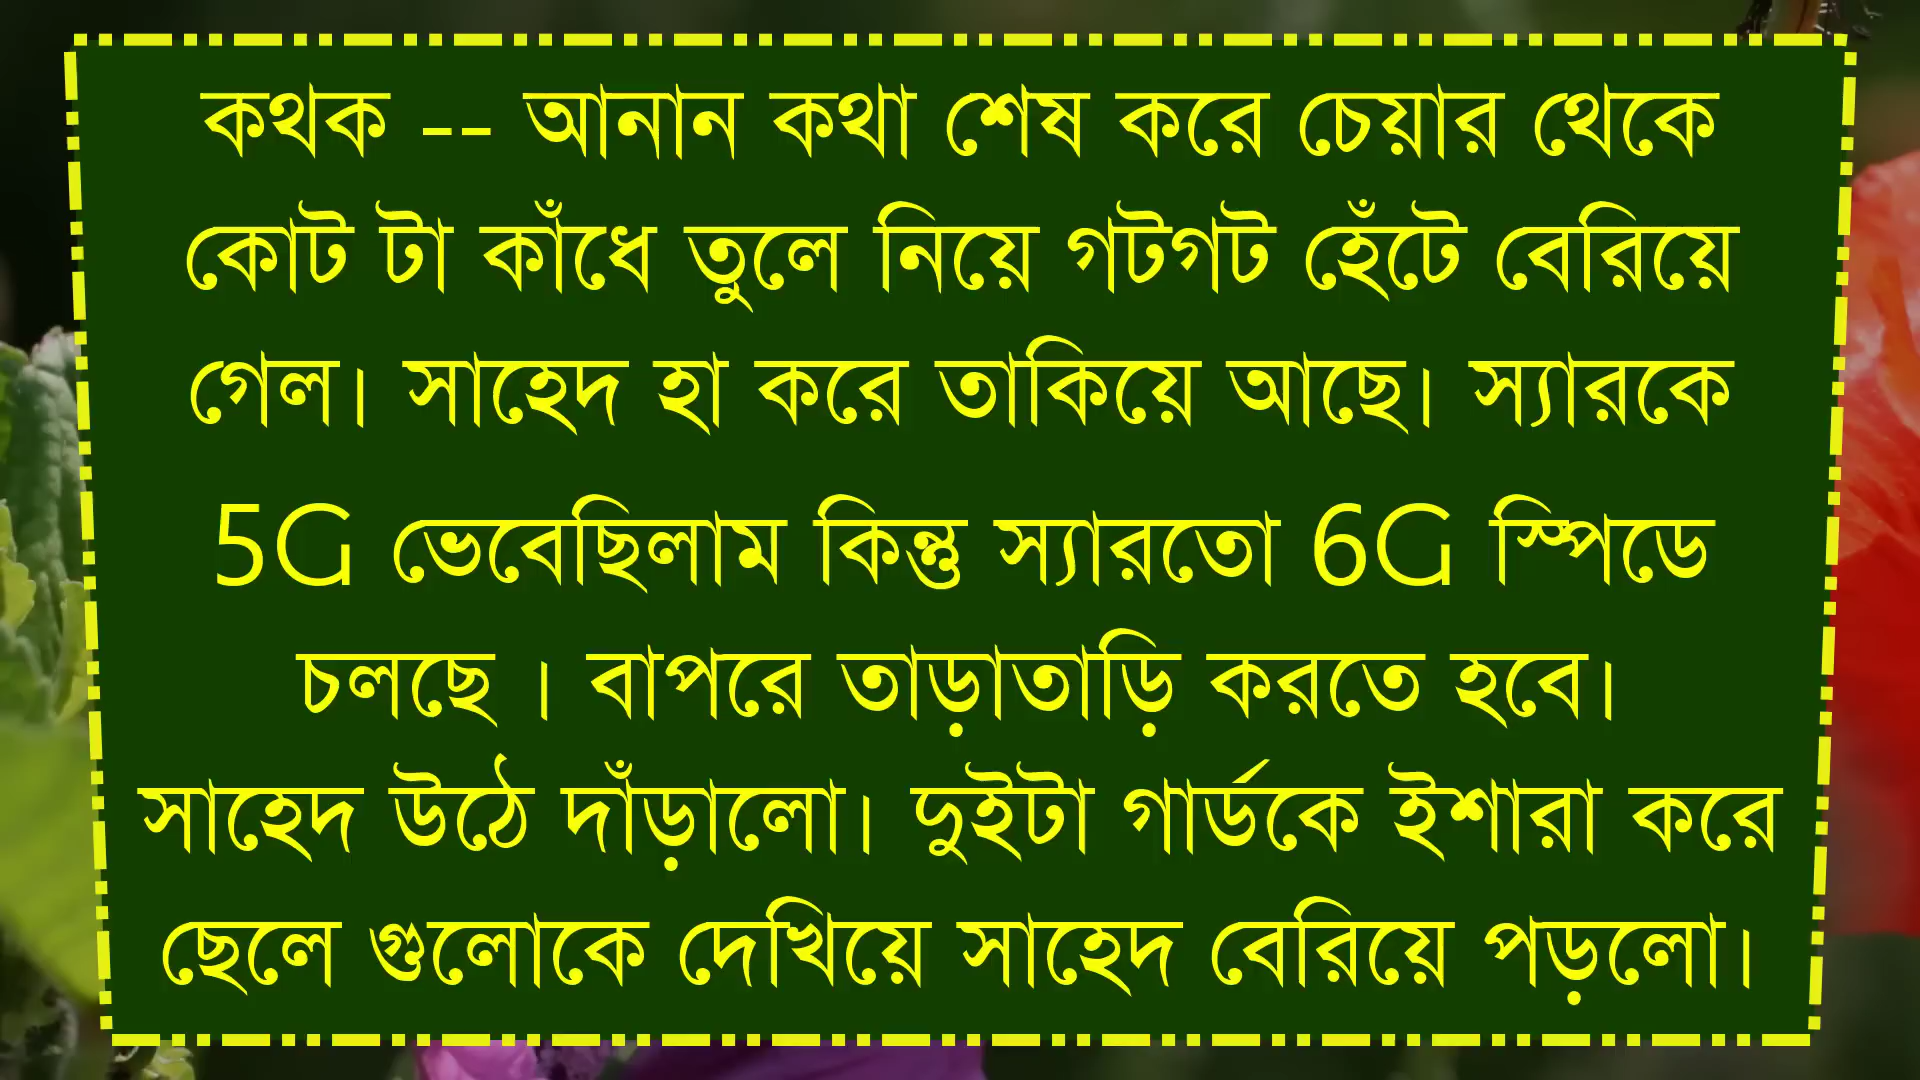 কথক -- আনান কথা শেষ করে চেয়ার থেকে
কোট টা কাঁধে তুলে নিয়ে গটগট হেঁটে বেরিয়ে
গেল। সাহেদ হা করে তাকিয়ে আছে। স্যারকে
5G ভেবেছিলাম কিন্তু স্যারতো 6G স্পিডে
চলছে । বাপরে তাড়াতাড়ি করতে হবে।
সাহেদ উঠে দাঁড়ালো। দুইটা গার্ডকে ইশারা করে
ছেলে গুলোকে দেখিয়ে সাহেদ বেরিয়ে পড়লো।